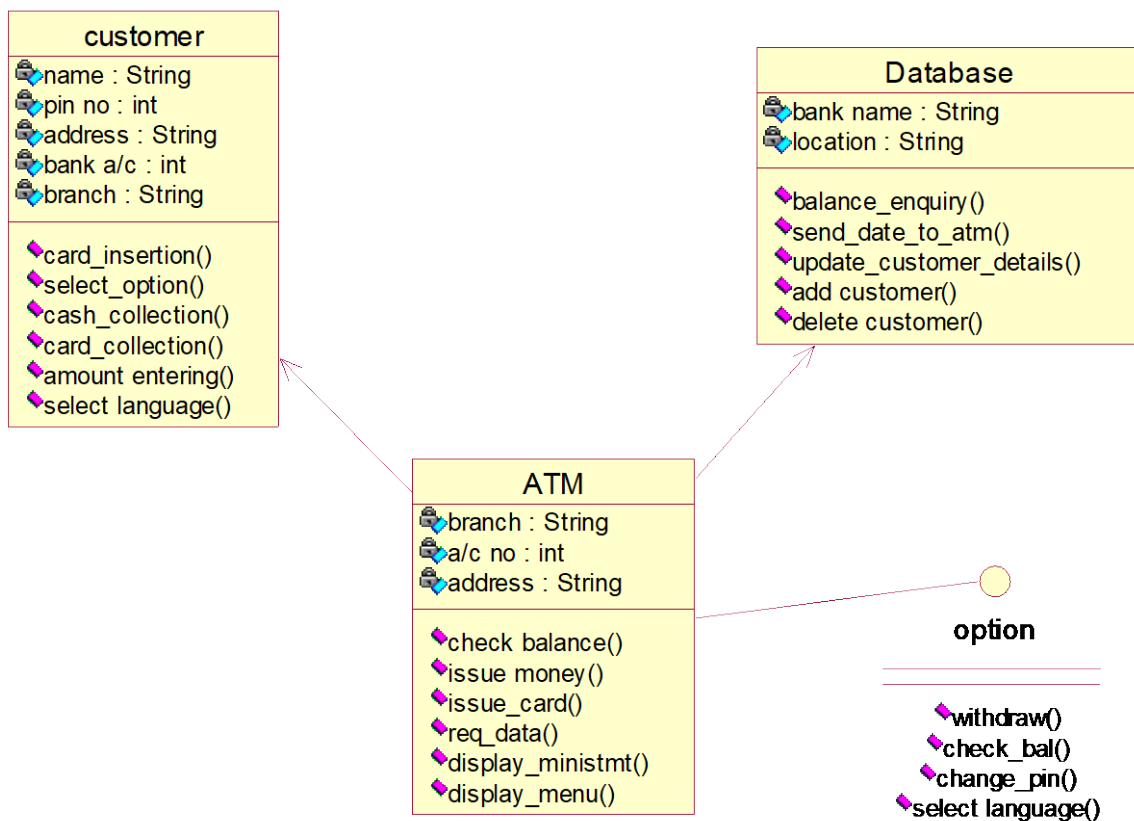 customer
name : String
pin no : int
address : String
bank a/c : int
branch : String
card_insertion()
select_option()
cash_collection()
card_collection()
amount entering()
select language()
Database
bank name : String
location : String
balance_enquiry()
send_date_to_atm()
update_customer_details()
add customer()
delete customer()
ATM
branch : String
a/c no : int
address : String
check balance()
issue money()
issue_card()
req_data()
display_ministmt()
display_menu()
option
withdraw()
check_bal()
change_pin()
select language()